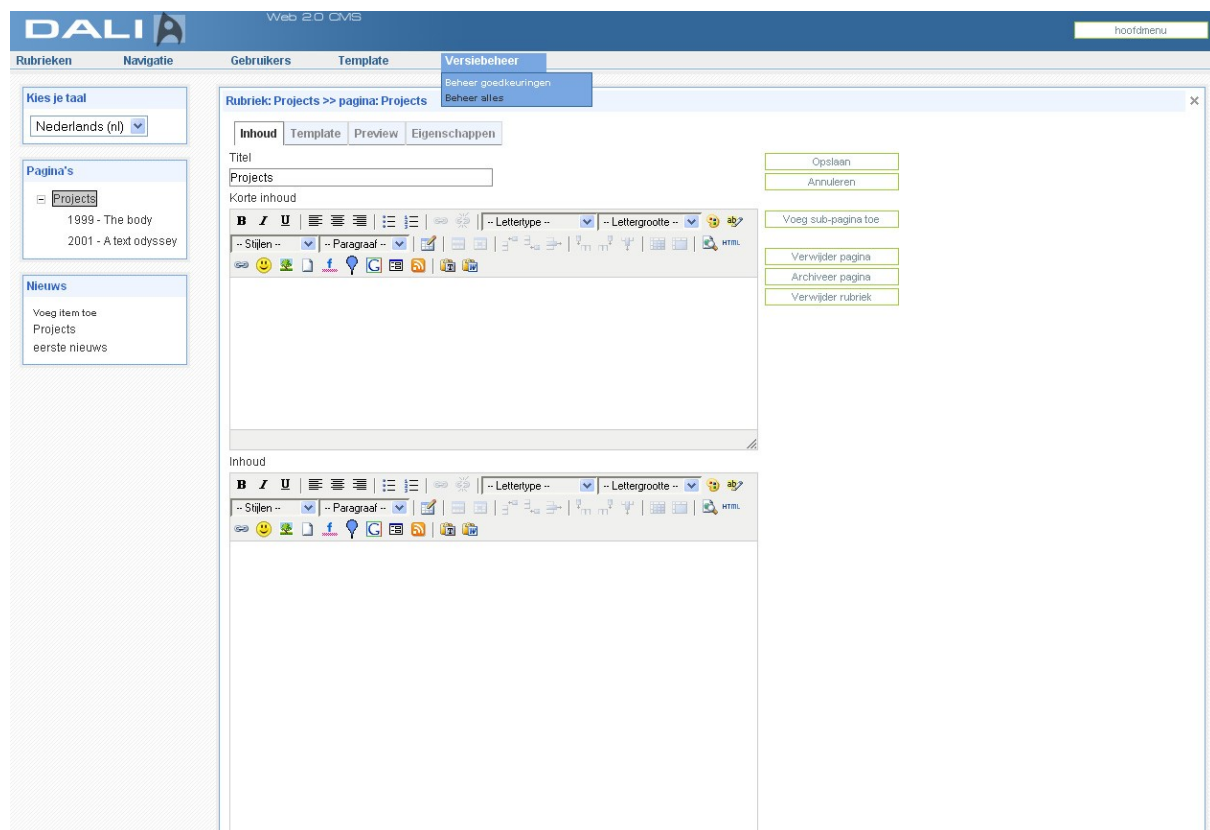 DALI
Web 2.0 CMS
hoofdmenu
Rubrieken Navigatie Gebruikers Template Versiebeheer
Beheer goedkeuringen
Beheer alles
Kies je taal
Nederlands (nl)
Pagina's
Projects
1999 - The body
2001 - A text odyssey
Nieuws
Voeg item toe
Projects
eerste nieuws
Rubriek: Projects >> pagina: Projects
Inhoud Template Preview Eigenschappen
Titel
Projects
Korte inhoud
B I U -- Lettertype -- -- Lettergrootte --
-- Stijlen -- -- Paragraaf -- HTML
Inhoud
B I U -- Lettertype -- -- Lettergrootte --
-- Stijlen -- -- Paragraaf -- HTML
Opslaan
Annuleren
Voeg sub-pagina toe
Verwijder pagina
Archiveer pagina
Verwijder rubriek